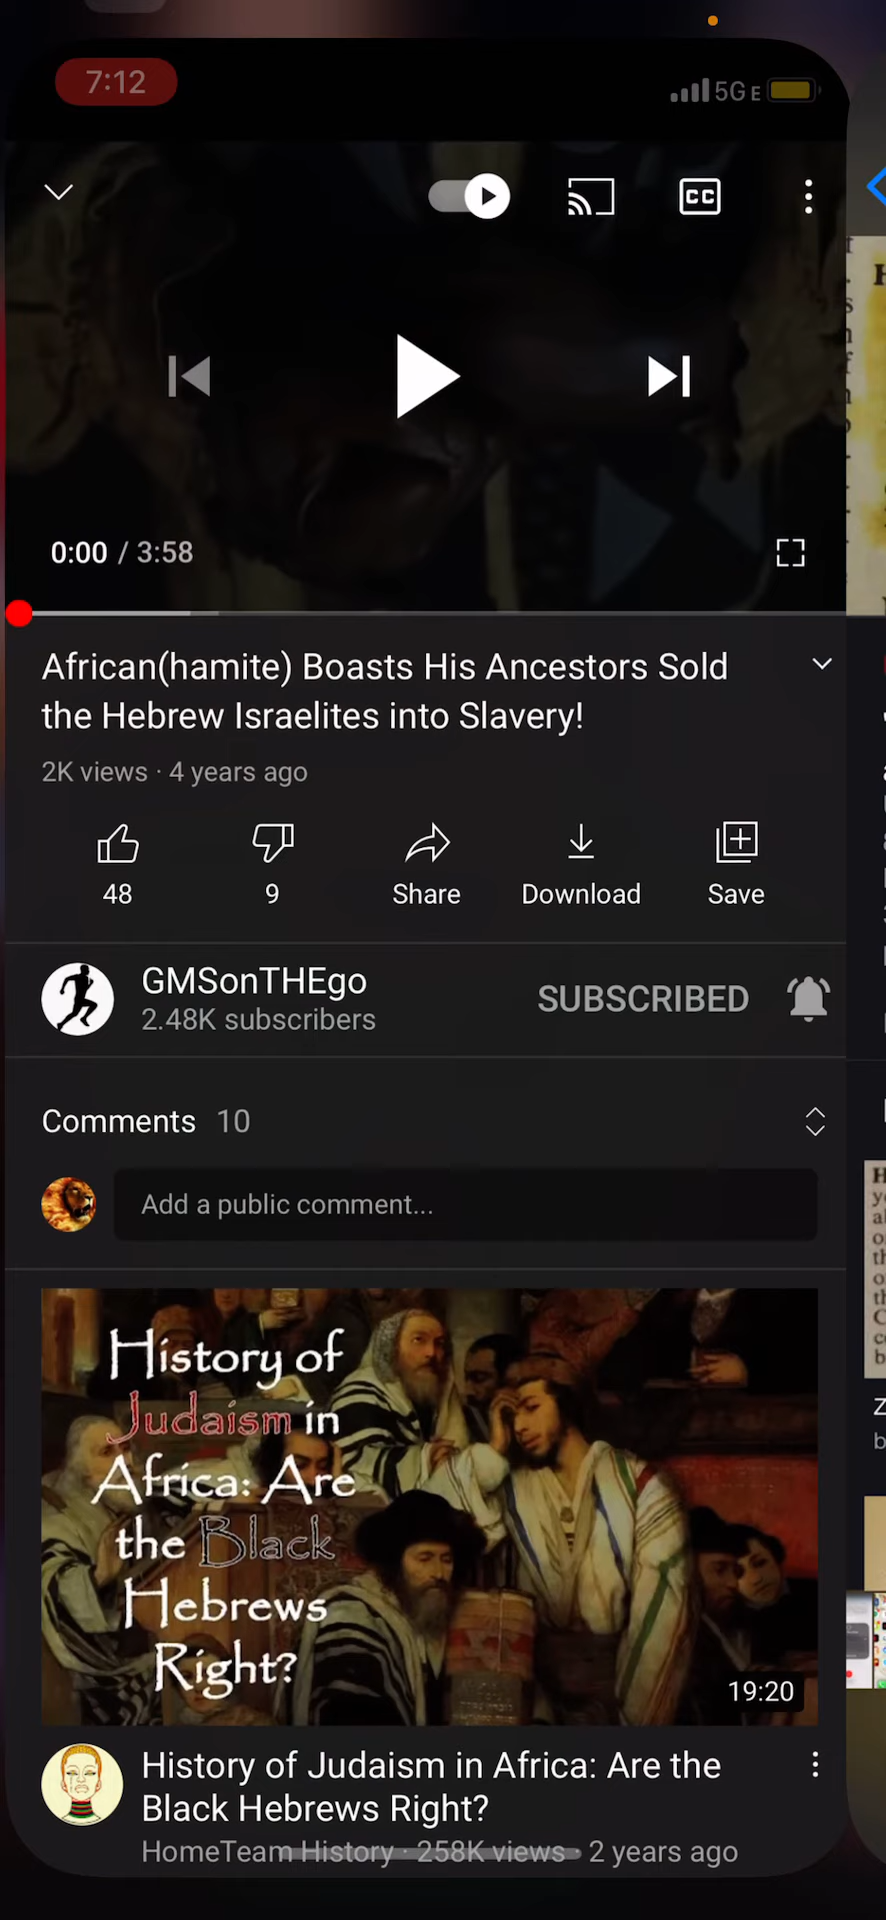 7:12
5G E
CC
0:00 / 3:58
African(hamite) Boasts His Ancestors Sold
the Hebrew Israelites into Slavery!
2K views · 4 years ago
48
9
Share
Download
Save
GMSonTHEgo
2.48K subscribers
SUBSCRIBED
Comments 10
Add a public comment...
History of
Judaism in
Africa: Are
the Black
Hebrews
Right?
19:20
History of Judaism in Africa: Are the
Black Hebrews Right?
HomeTeam History · 258K views · 2 years ago